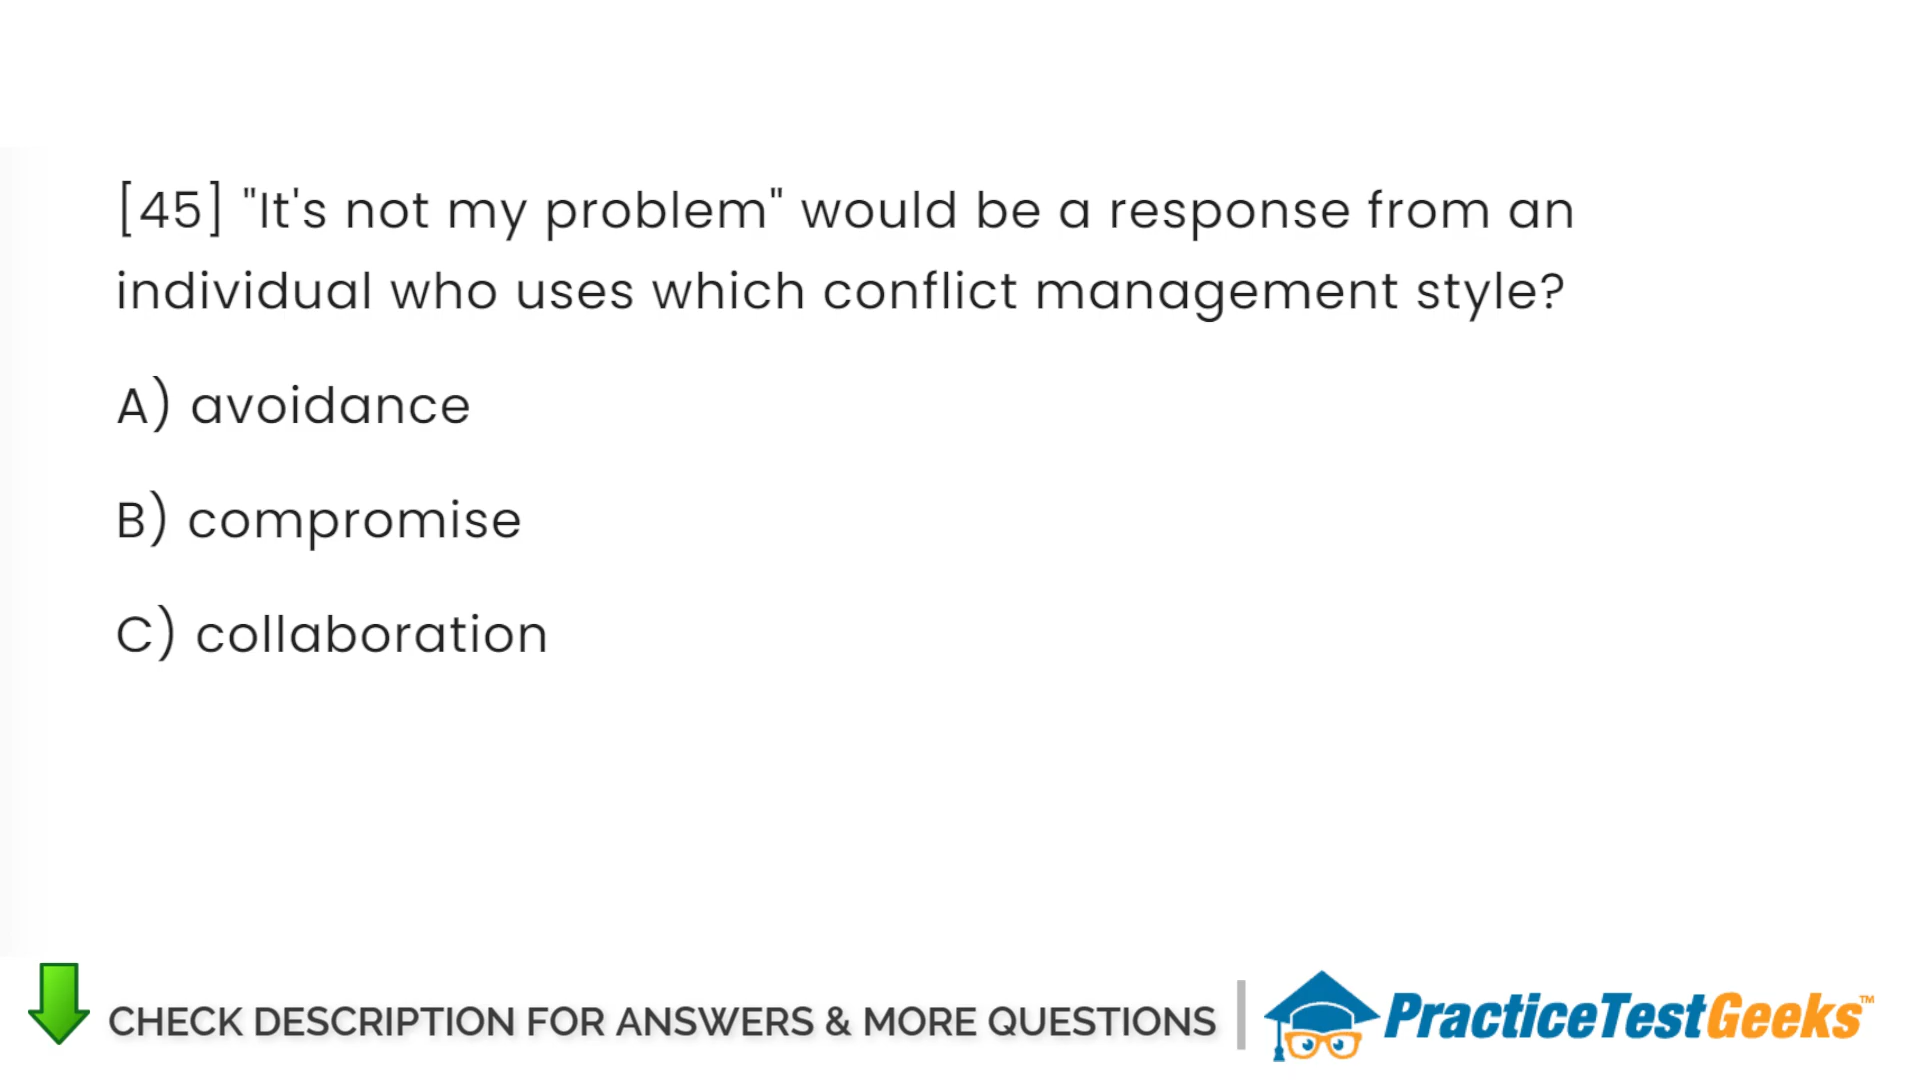 [45] "It's not my problem" would be a response from an
individual who uses which conflict management style?
A) avoidance
B) compromise
C) collaboration
CHECK DESCRIPTION FOR ANSWERS & MORE QUESTIONS
PracticeTestGeeks™